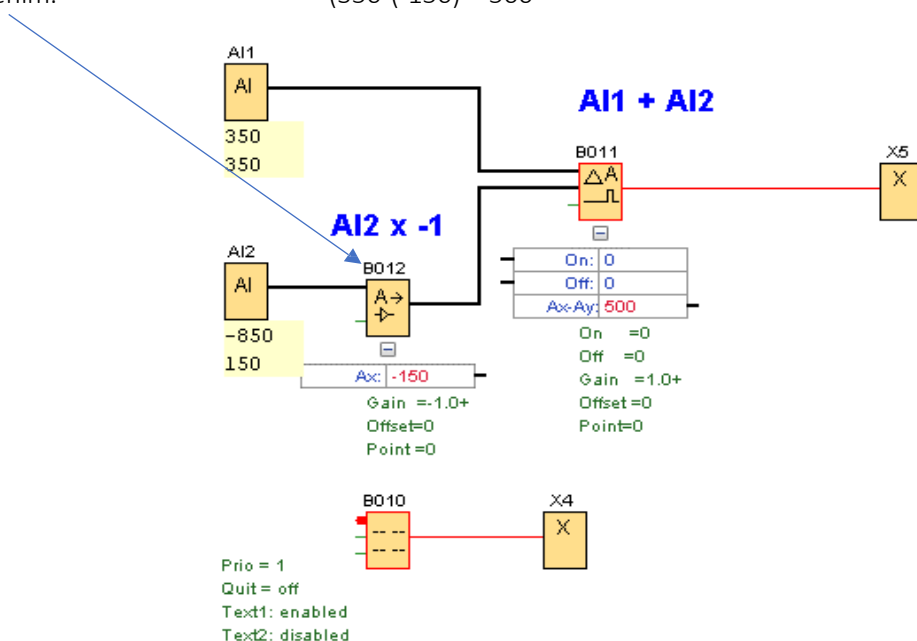 (350-(-150) = 500
AI1
AI
350
350
AI1 + AI2
B011
△A
X5
X
AI2 x -1
AI2
AI
-850
150
B012
A→
On: 0
Off: 0
Ax-Ay: 500
On =0
Off =0
Gain =1.0+
Offset =0
Point=0
Ax: -150
Gain =-1.0+
Offset=0
Point =0
B010
X4
X
Prio = 1
Quit = off
Text1: enabled
Text2: disabled